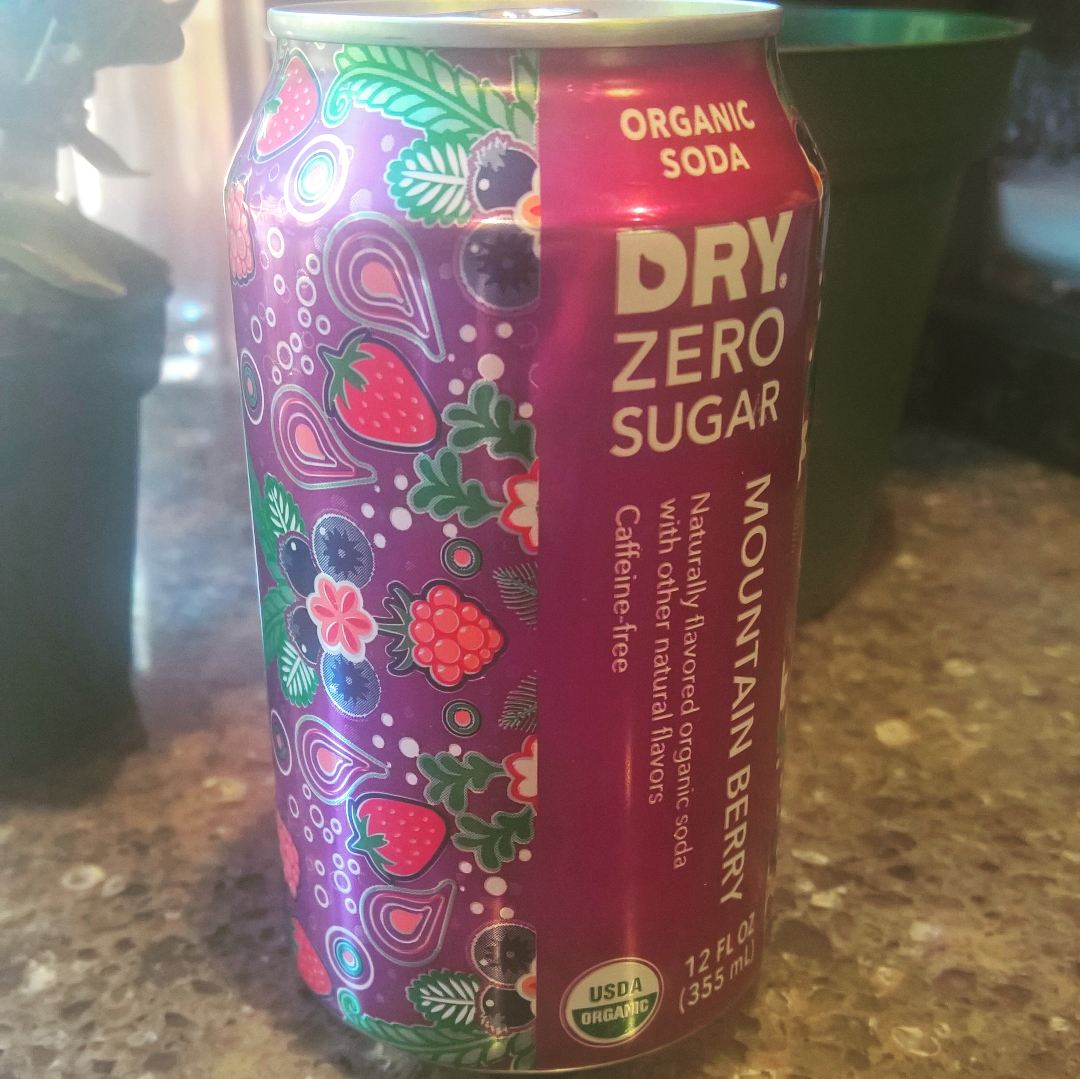 ORGANIC
SODA
DRY®
ZERO
SUGAR
MOUNTAIN BERRY
Naturally flavored organic soda
with other natural flavors
Caffeine-free
12 FL OZ
(355 mL)
USDA
ORGANIC